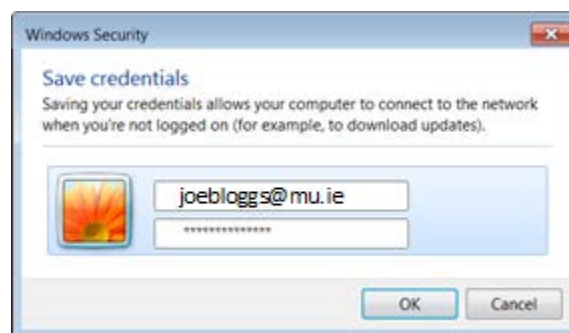 Windows Security
Save credentials
Saving your credentials allows your computer to connect to the network
when you're not logged on (for example, to download updates).
joebloggs@mu.ie
**************
OK
Cancel